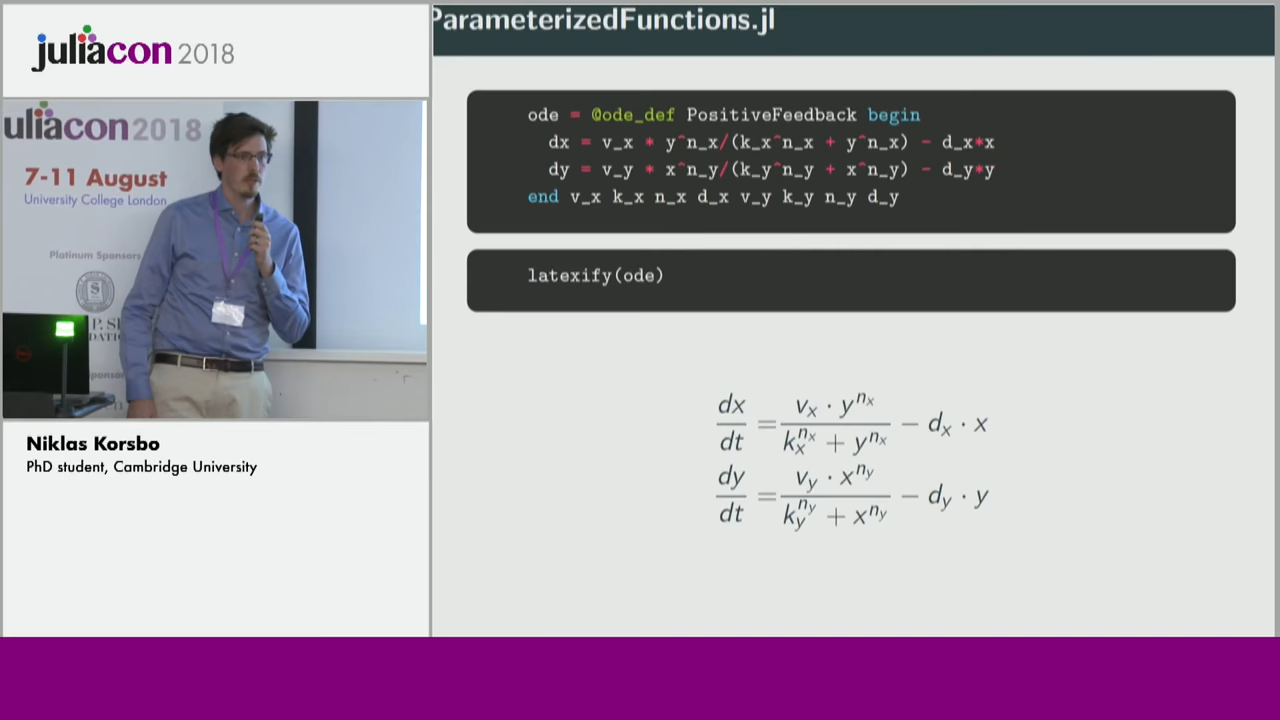 juliacon 2018
ParameterizedFunctions.jl
ode = @ode_def PositiveFeedback begin
dx = v_x * y^n_x/(k_x^n_x + y^n_x) - d_x*x
dy = v_y * x^n_y/(k_y^n_y + x^n_y) - d_y*y
end v_x k_x n_x d_x v_y k_y n_y d_y
latexify(ode)
uliacon 2018
7-11 August
University College London
Platinum Sponsors
dx/dt = v_x · y^{n_x} / (k_x^{n_x} + y^{n_x}) − d_x · x
dy/dt = v_y · x^{n_y} / (k_y^{n_y} + x^{n_y}) − d_y · y
Niklas Korsbo
PhD student, Cambridge University